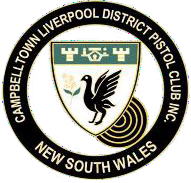 CAMPBELLTOWN LIVERPOOL DISTRICT PISTOL CLUB INC.
NEW SOUTH WALES